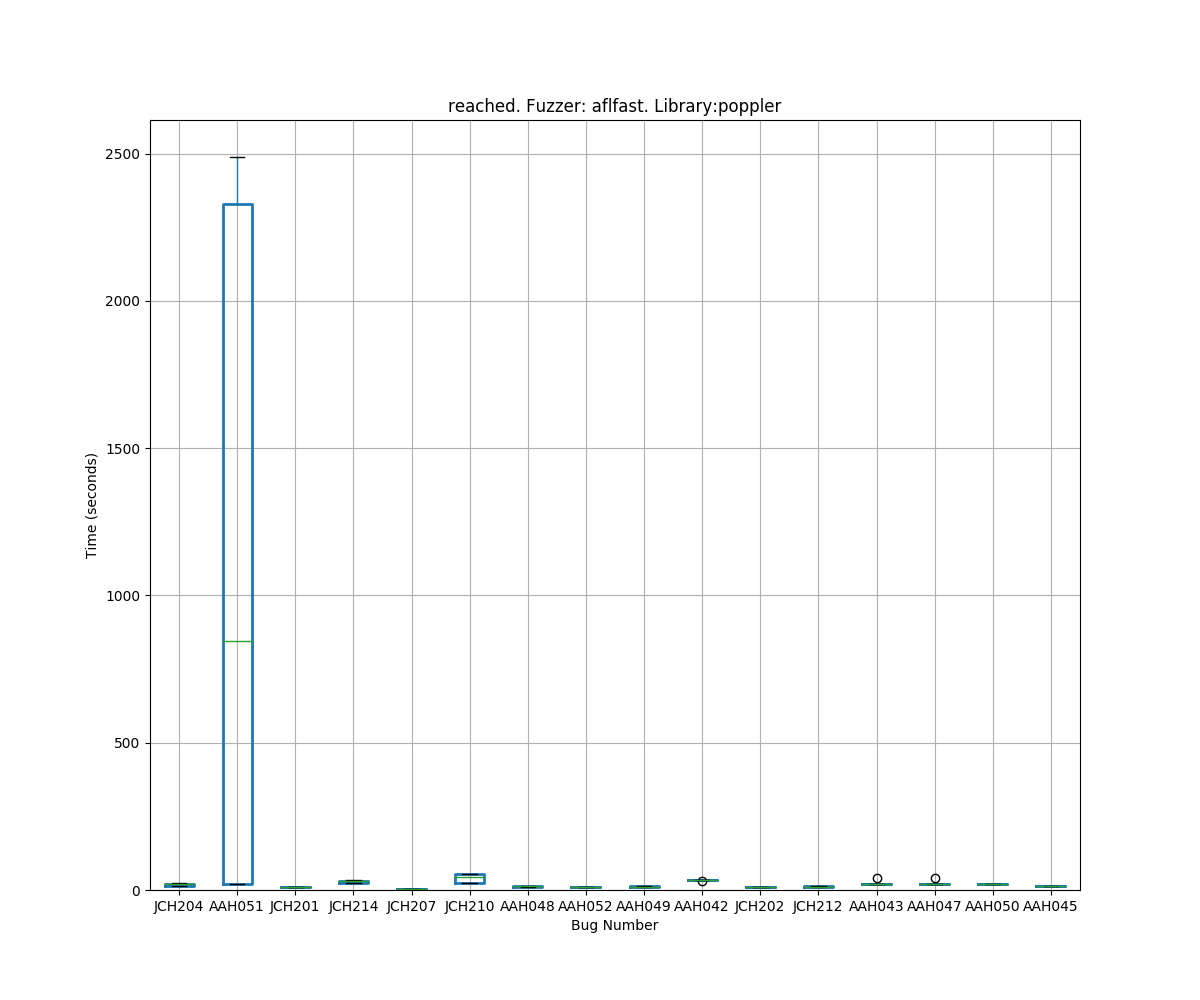 reached. Fuzzer: aflfast. Library:poppler
2500
2000
1500
1000
500
0
Time (seconds)
JCH204 AAH051 JCH201 JCH214 JCH207 JCH210 AAH048 AAH052 AAH049 AAH042 JCH202 JCH212 AAH043 AAH047 AAH050 AAH045
Bug Number